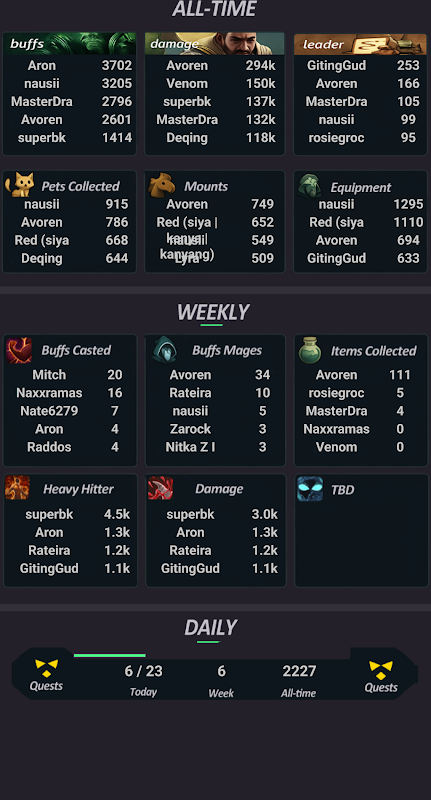 ALL-TIME
buffs
Aron 3702
nausii 3205
MasterDra 2796
Avoren 2601
superbk 1414
damage
Avoren 294k
Venom 150k
superbk 137k
MasterDra 132k
Deqing 118k
leader
GitingGud 253
Avoren 166
MasterDra 105
nausii 99
rosiegroc 95
Pets Collected
nausii 915
Avoren 786
Red (siya 668
Deqing 644
Mounts
Avoren 749
Red (siya | 652
549
kanyang)
509
Equipment
nausii 1295
Red (siya 1110
Avoren 694
GitingGud 633
WEEKLY
Buffs Casted
Mitch 20
Naxxramas 16
Nate6279 7
Aron 4
Raddos 4
Buffs Mages
Avoren 34
Rateira 10
nausii 5
Zarock 3
Nitka Z I 3
Items Collected
Avoren 111
rosiegroc 5
MasterDra 4
Naxxramas 0
Venom 0
Heavy Hitter
superbk 4.5k
Aron 1.3k
Rateira 1.2k
GitingGud 1.1k
Damage
superbk 3.0k
Aron 1.3k
Rateira 1.2k
GitingGud 1.1k
TBD
DAILY
Quests
6 / 23
Today
6
Week
2227
All-time
Quests